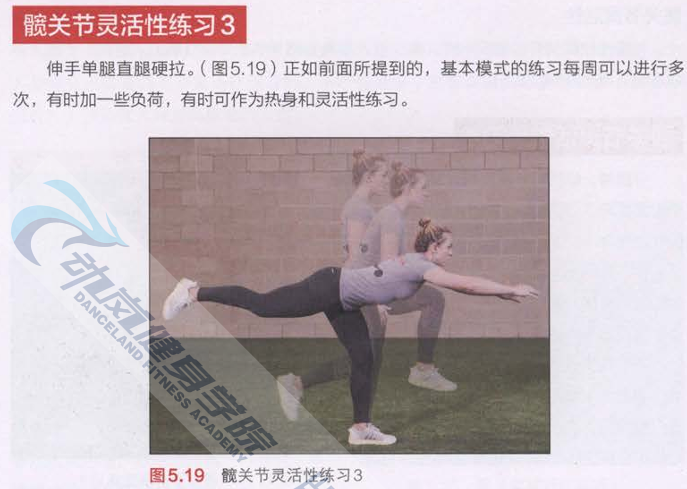 髋关节灵活性练习3
伸手单腿直腿硬拉。（图5.19）正如前面所提到的，基本模式的练习每周可以进行多
次，有时加一些负荷，有时可作为热身和灵活性练习。
动岚健身学院
DANCELAND FITNESS ACADEMY
图5.19 髋关节灵活性练习3